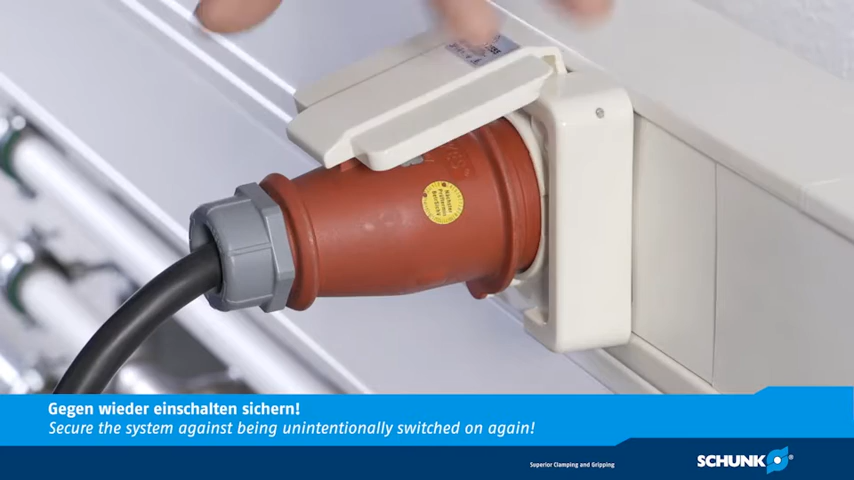 Gegen wieder einschalten sichern!
Secure the system against being unintentionally switched on again!
Superior Clamping and Gripping
SCHUNK